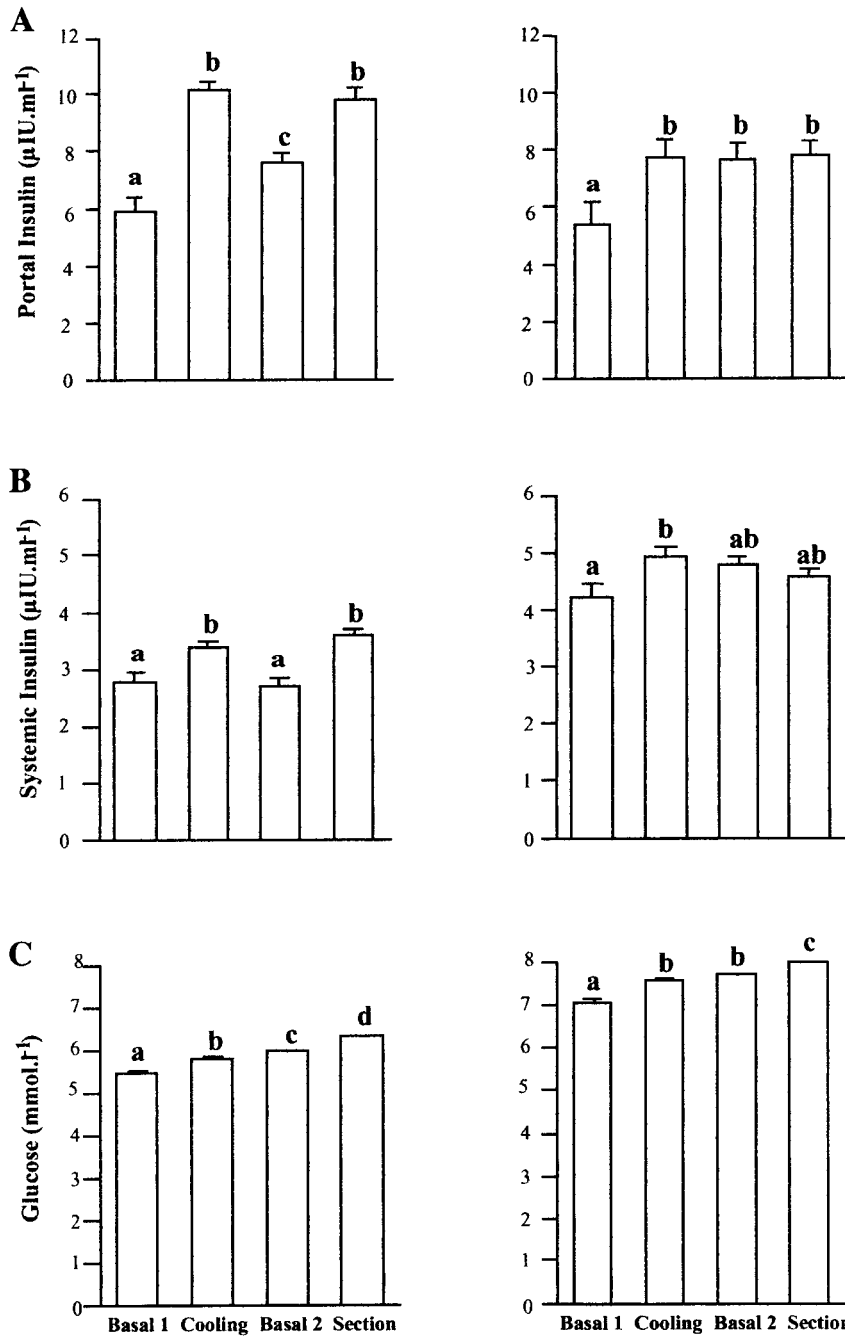 A
Portal Insulin (µIU.ml-1)
12
10
8
6
4
2
0
a
b
c
b
12
10
8
6
4
2
0
a
b
b
b
B
Systemic Insulin (µIU.ml-1)
6
5
4
3
2
1
0
a
b
a
b
6
5
4
3
2
1
0
a
b
ab
ab
C
Glucose (mmol.l-1)
8
7
6
5
4
3
2
1
0
a
b
c
d
Basal 1 Cooling Basal 2 Section
8
7
6
5
4
3
2
1
0
a
b
b
c
Basal 1 Cooling Basal 2 Section